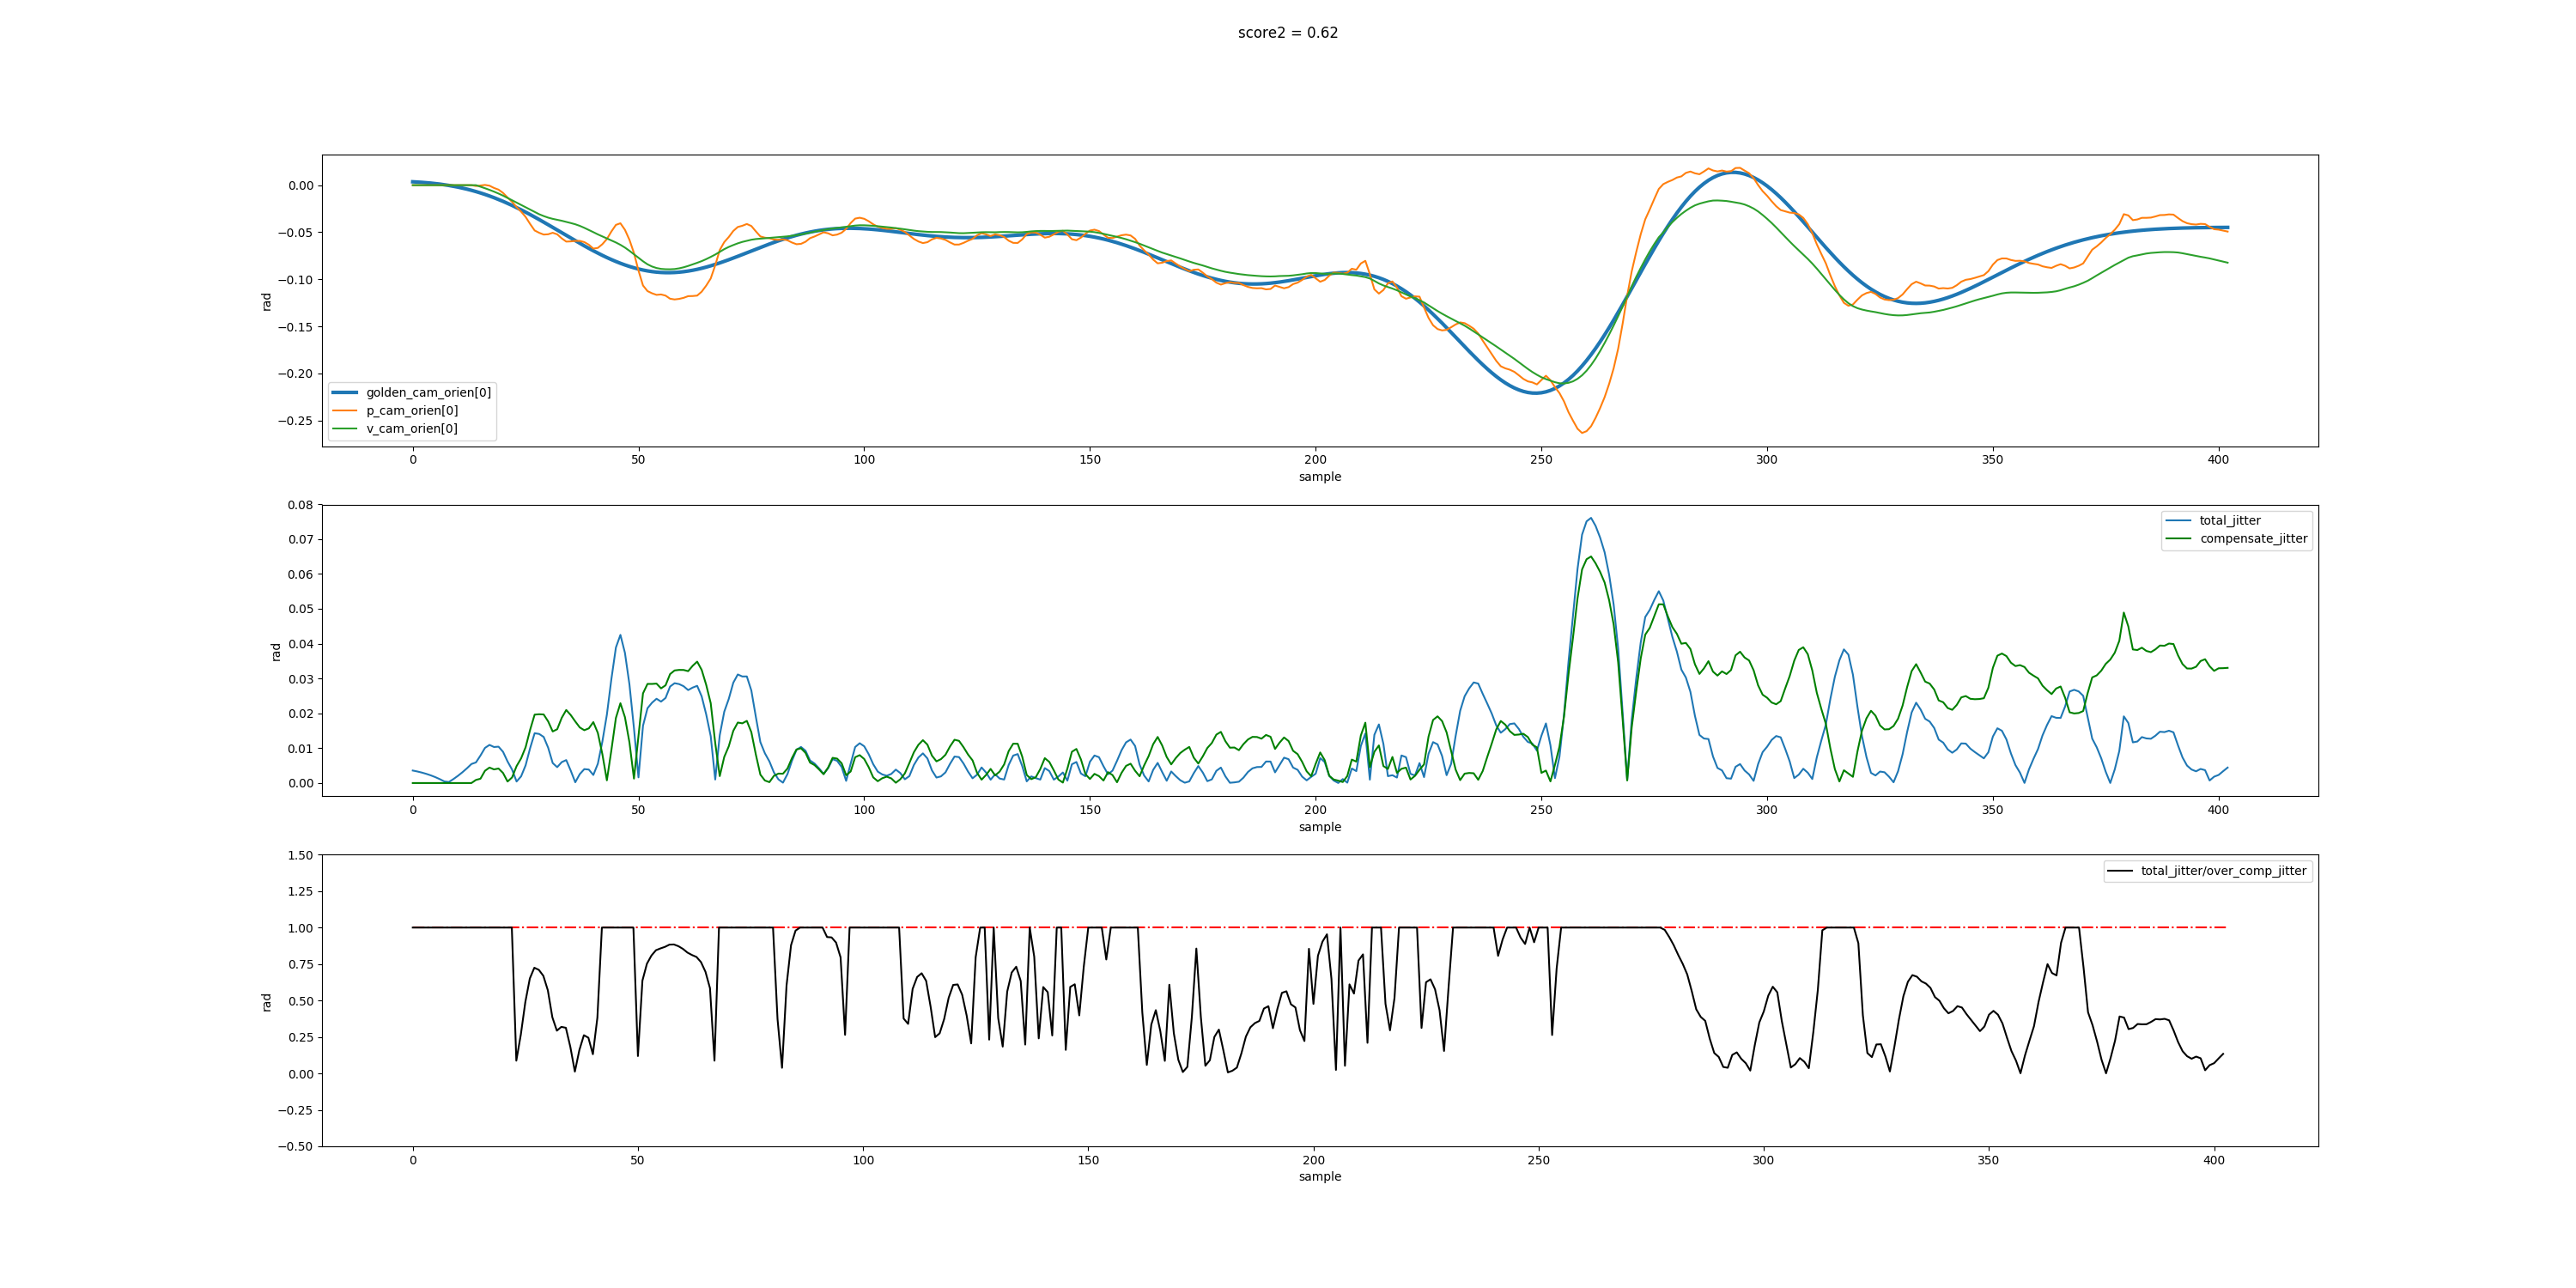 score2 = 0.62
0.00
−0.05
−0.10
−0.15
−0.20
−0.25
rad
golden_cam_orien[0]
p_cam_orien[0]
v_cam_orien[0]
0 50 100 150 200 250 300 350 400
sample
0.08
0.07
0.06
0.05
0.04
0.03
0.02
0.01
0.00
rad
total_jitter
compensate_jitter
0 50 100 150 200 250 300 350 400
sample
1.50
1.25
1.00
0.75
0.50
0.25
0.00
−0.25
−0.50
rad
total_jitter/over_comp_jitter
0 50 100 150 200 250 300 350 400
sample